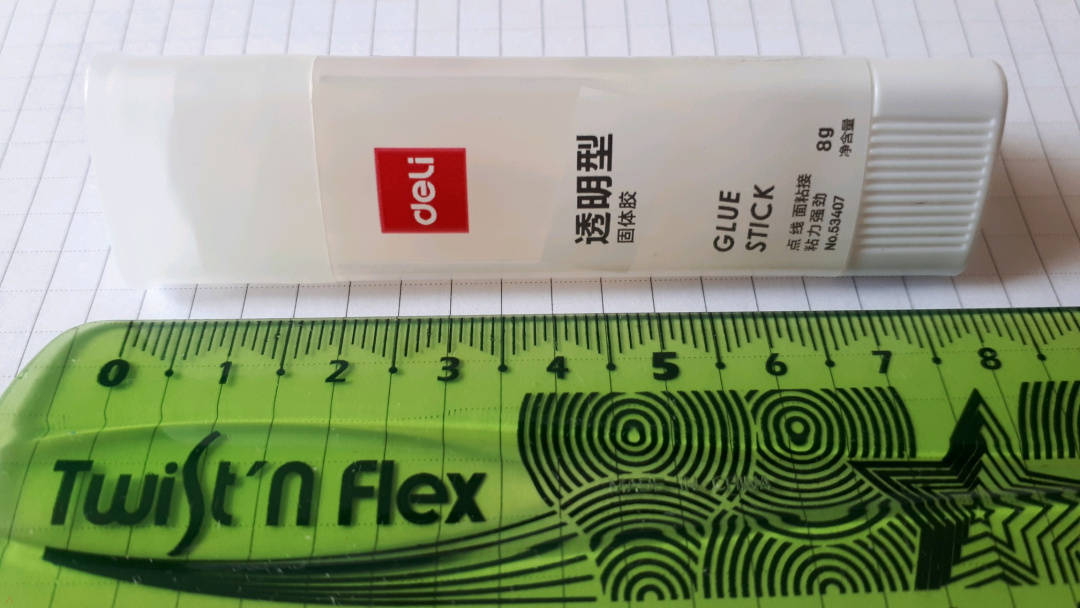 deli
透明型
固体胶
GLUE
STICK
点 线 面粘接
粘力强劲
No.53407
8g
净含量
0 1 2 3 4 5 6 7 8
Twist'n Flex
MADE IN CHINA